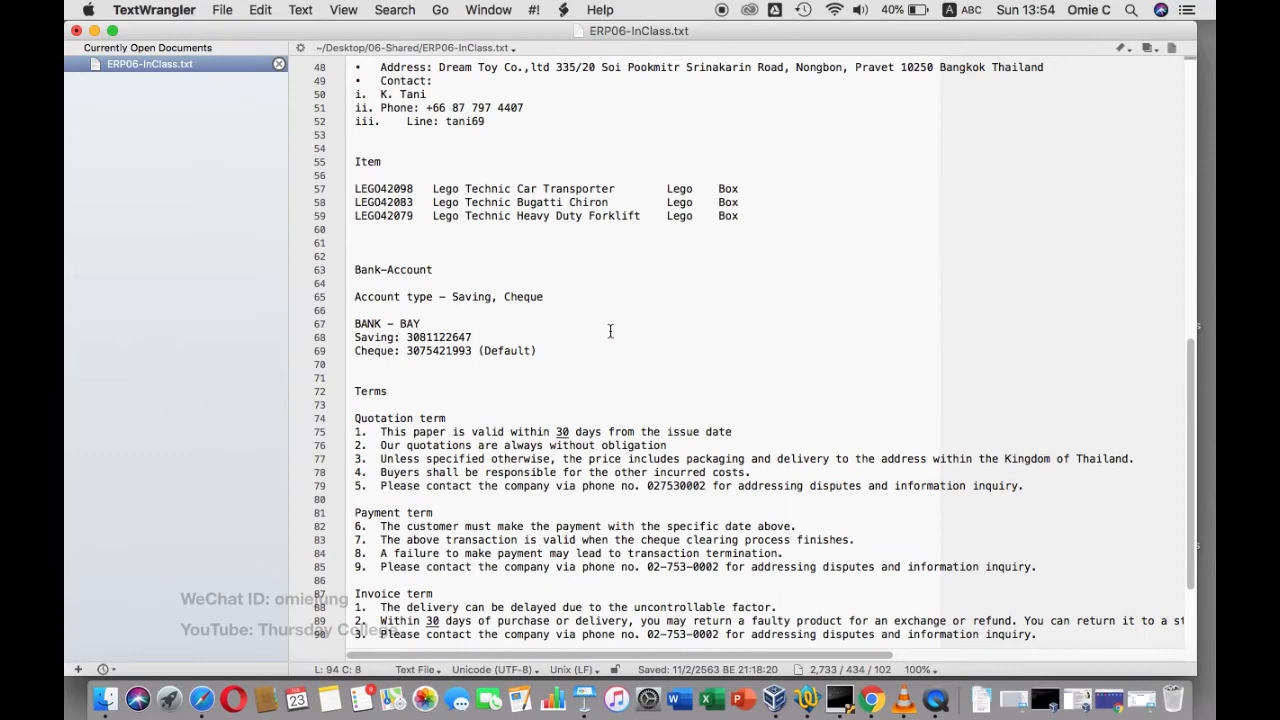 TextWrangler File Edit Text View Search Go Window #! Help 40% A ABC Sun 13:54 Omie C
ERP06-InClass.txt
Currently Open Documents
~/Desktop/06-Shared/ERP06-InClass.txt
ERP06-InClass.txt
48 • Address: Dream Toy Co.,ltd 335/20 Soi Pookmitr Srinakarin Road, Nongbon, Pravet 10250 Bangkok Thailand
49 • Contact:
50 i. K. Tani
51 ii. Phone: +66 87 797 4407
52 iii. Line: tani69
53
54
55 Item
56
57 LEGO42098 Lego Technic Car Transporter Lego Box
58 LEGO42083 Lego Technic Bugatti Chiron Lego Box
59 LEGO42079 Lego Technic Heavy Duty Forklift Lego Box
60
61
62
63 Bank-Account
64
65 Account type – Saving, Cheque
66
67 BANK – BAY
68 Saving: 3081122647
69 Cheque: 3075421993 (Default)
70
71
72 Terms
73
74 Quotation term
75 1. This paper is valid within 30 days from the issue date
76 2. Our quotations are always without obligation
77 3. Unless specified otherwise, the price includes packaging and delivery to the address within the Kingdom of Thailand.
78 4. Buyers shall be responsible for the other incurred costs.
79 5. Please contact the company via phone no. 027530002 for addressing disputes and information inquiry.
80
81 Payment term
82 6. The customer must make the payment with the specific date above.
83 7. The above transaction is valid when the cheque clearing process finishes.
84 8. A failure to make payment may lead to transaction termination.
85 9. Please contact the company via phone no. 02-753-0002 for addressing disputes and information inquiry.
86
87 Invoice term
88 1. The delivery can be delayed due to the uncontrollable factor.
89 2. Within 30 days of purchase or delivery, you may return a faulty product for an exchange or refund. You can return it to a st
90 3. Please contact the company via phone no. 02-753-0002 for addressing disputes and information inquiry.
WeChat ID: omiejung
YouTube: Thursday College
L: 94 C: 8 Text File Unicode (UTF-8) Unix (LF) Saved: 11/2/2563 BE 21:18:20 2,733 / 434 / 102 100%